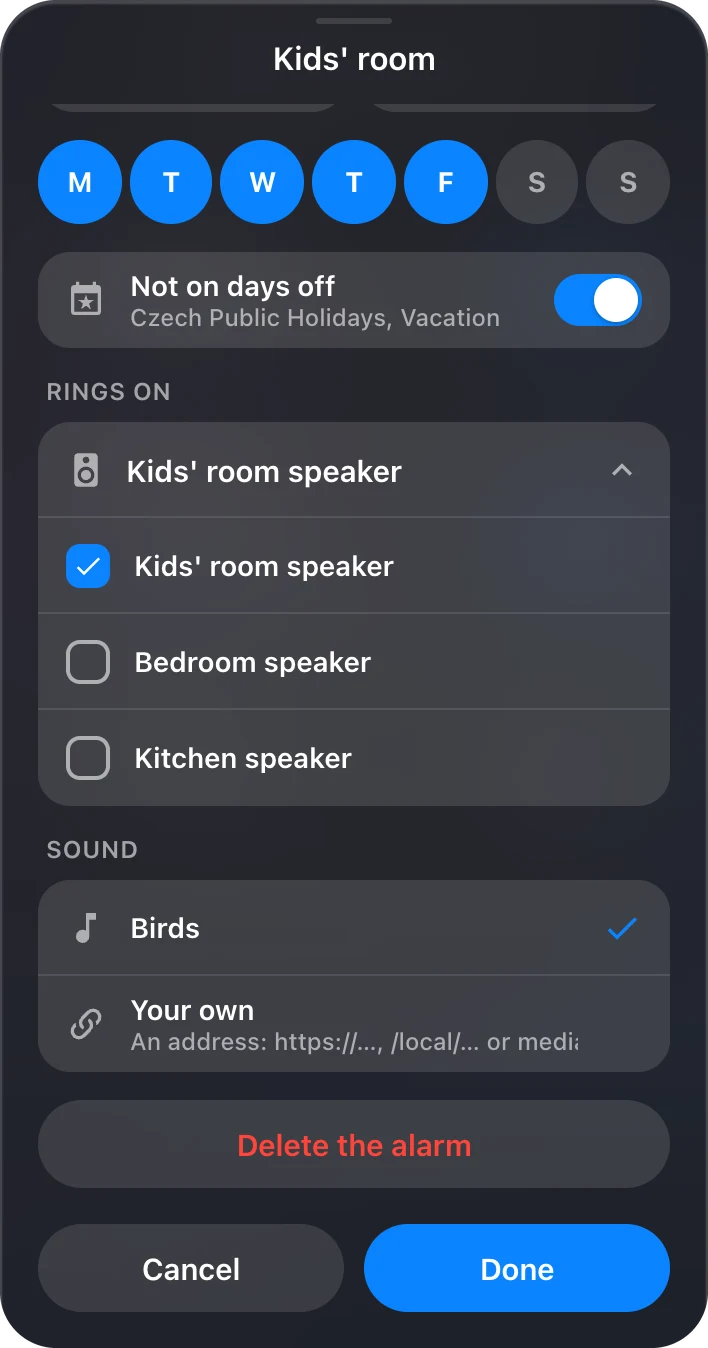 Kids' room
M T W T F S S
Not on days off
Czech Public Holidays, Vacation
RINGS ON
Kids' room speaker
Kids' room speaker
Bedroom speaker
Kitchen speaker
SOUND
Birds
Your own
An address: https://..., /local/... or media
Delete the alarm
Cancel
Done